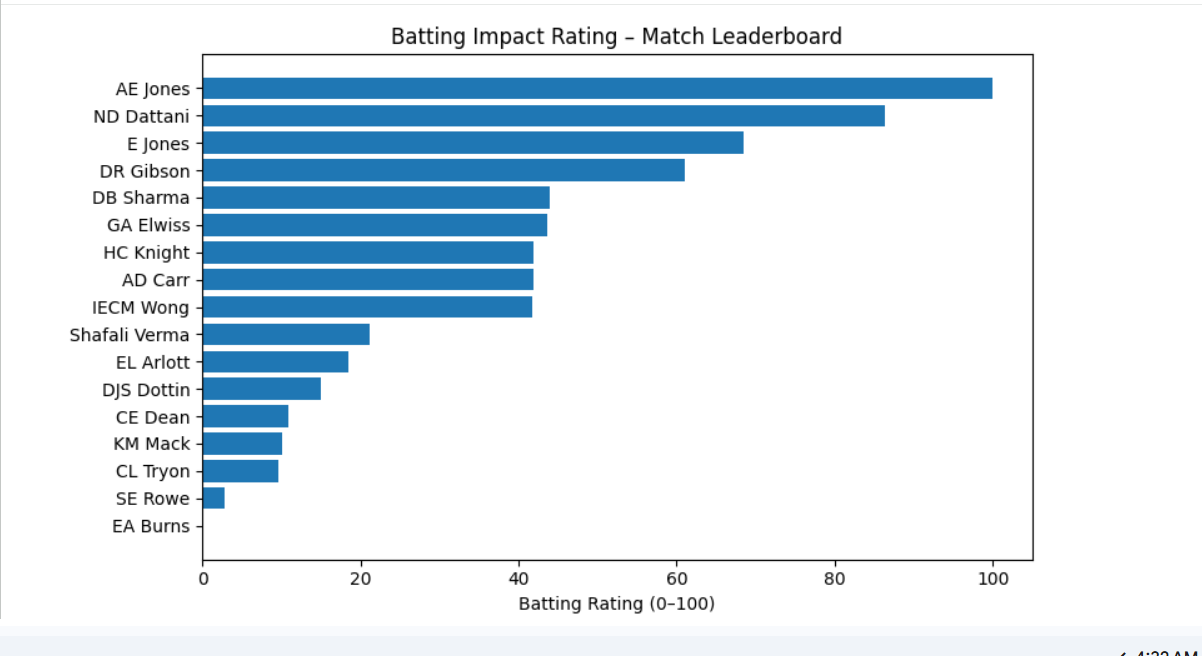 Batting Impact Rating – Match Leaderboard
AE Jones
ND Dattani
E Jones
DR Gibson
DB Sharma
GA Elwiss
HC Knight
AD Carr
IECM Wong
Shafali Verma
EL Arlott
DJS Dottin
CE Dean
KM Mack
CL Tryon
SE Rowe
EA Burns
0 20 40 60 80 100
Batting Rating (0–100)